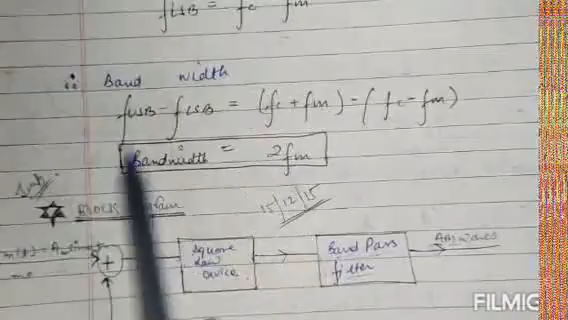 fLSB = fc - fm
∴ Band width
fUSB - fLSB = (fc + fm) - (fc - fm)
Bandwidth = 2fm
15/12/15
+
Square Law Device
Band Pass filter
AM waves
FILMIG